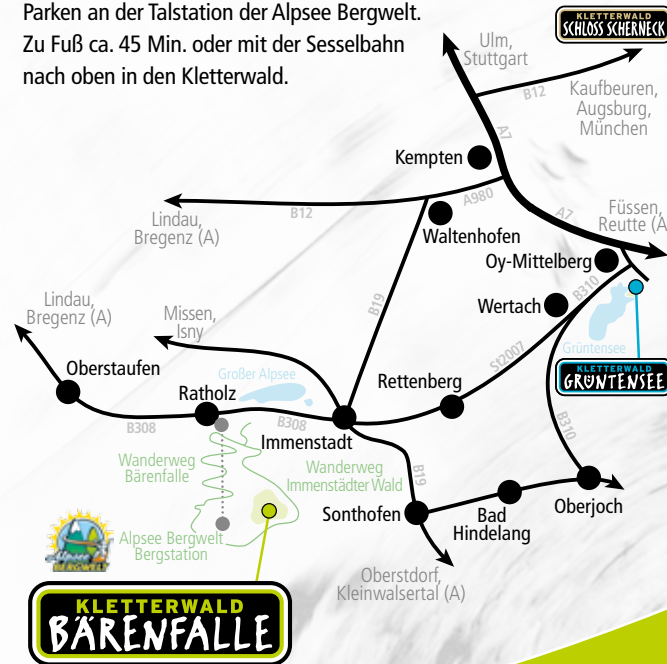 Parken an der Talstation der Alpsee Bergwelt.
Zu Fuß ca. 45 Min. oder mit der Sesselbahn
nach oben in den Kletterwald.
KLETTERWALD
SCHLOSS SCHERNECK
Ulm,
Stuttgart
B12
Kaufbeuren,
Augsburg,
München
A7
Kempten
A980
B12
Lindau,
Bregenz (A)
Waltenhofen
A7
Füssen,
Reutte (A
Oy-Mittelberg
B310
Wertach
B19
Lindau,
Bregenz (A)
Missen,
Isny
St2007
Grüntensee
KLETTERWALD
GRÜNTENSEE
Oberstaufen
Großer Alpsee
Ratholz
Rettenberg
B308
B308
Immenstadt
B310
Wanderweg
Bärenfalle
Wanderweg
Immenstädter Wald
B19
Sonthofen
Bad
Hindelang
Oberjoch
Alpsee Bergwelt
Bergstation
Alpsee
BERGWELT
Oberstdorf,
Kleinwalsertal (A)
KLETTERWALD
BÄRENFALLE